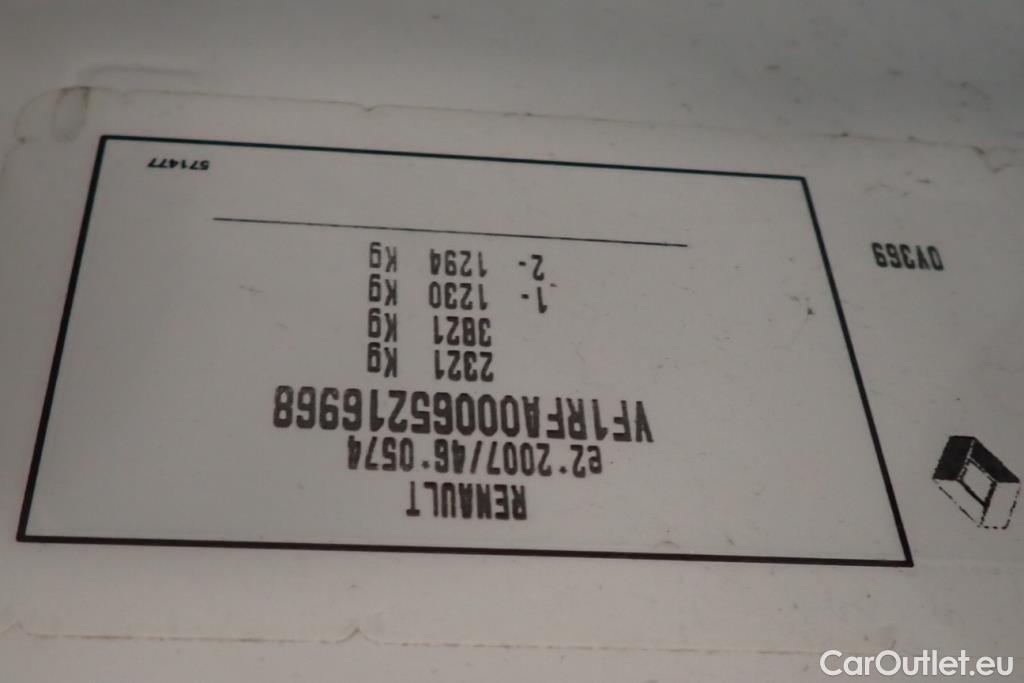 RENAULT
e2*2007/46*0574
VF1RFA00065216968
2321 Kg
3821 Kg
1- 1230 Kg
2- 1294 Kg
571477
OV369
CarOutlet.eu